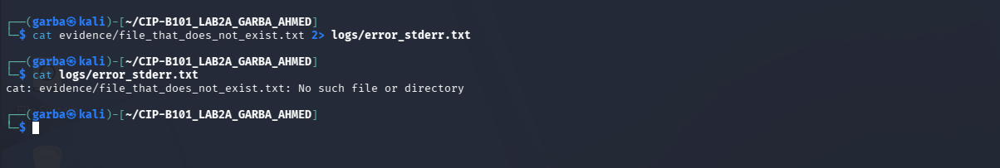 ┌──(garba㉿kali)-[~/CIP-B101_LAB2A_GARBA_AHMED]
└─$ cat evidence/file_that_does_not_exist.txt 2> logs/error_stderr.txt
┌──(garba㉿kali)-[~/CIP-B101_LAB2A_GARBA_AHMED]
└─$ cat logs/error_stderr.txt
cat: evidence/file_that_does_not_exist.txt: No such file or directory
┌──(garba㉿kali)-[~/CIP-B101_LAB2A_GARBA_AHMED]
└─$